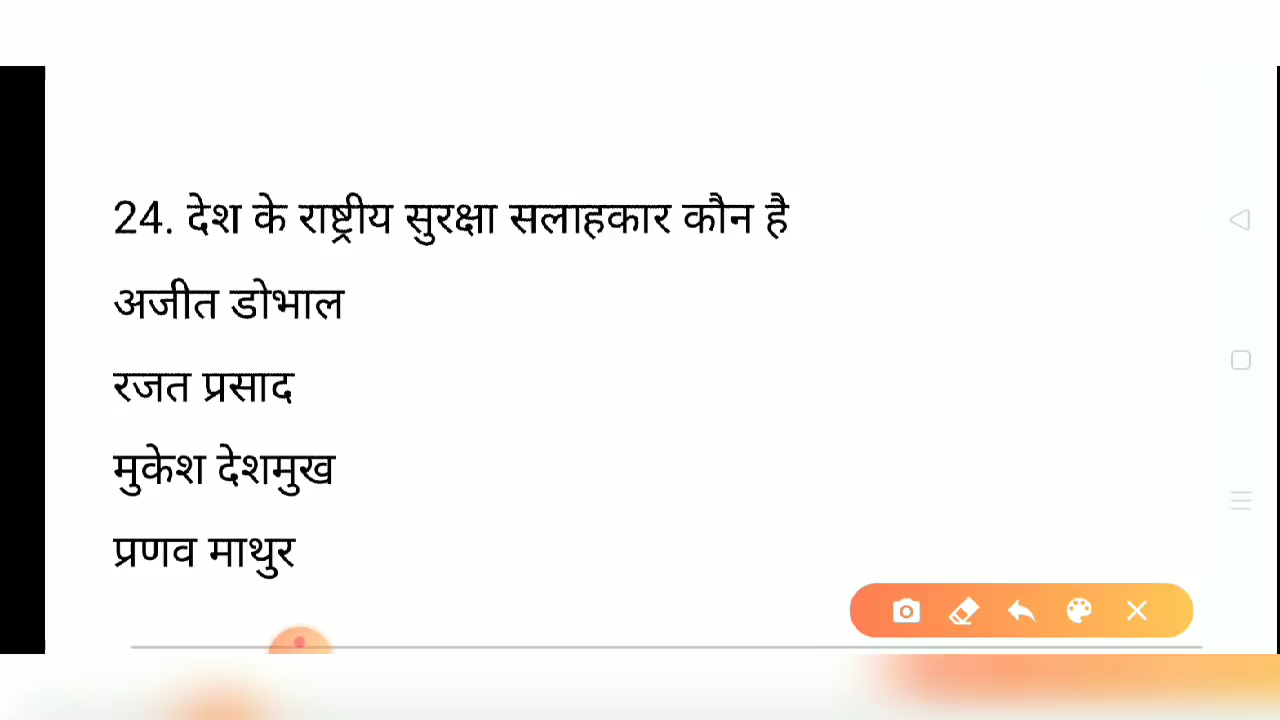 24. देश के राष्ट्रीय सुरक्षा सलाहकार कौन है
अजीत डोभाल
रजत प्रसाद
मुकेश देशमुख
प्रणव माथुर